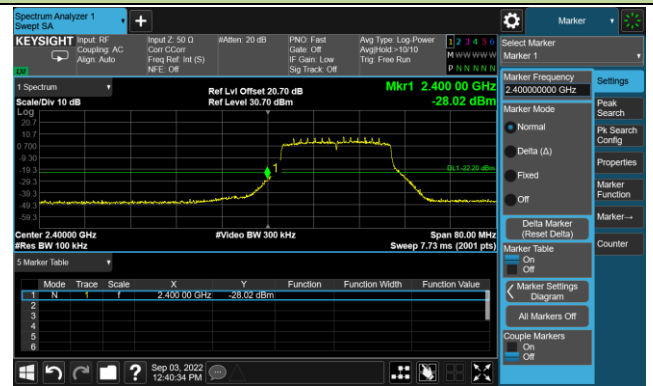 Spectrum Analyzer 1
Swept SA
Marker
KEYSIGHT
Input: RF
Coupling: AC
Align: Auto
Input Z: 50 Ω
Corr CCorr
Freq Ref: Int (S)
NFE: Off
#Atten: 20 dB
PNO: Fast
Gate: Off
IF Gain: Low
Sig Track: Off
Avg Type: Log-Power
Avg|Hold:>10/10
Trig: Free Run
1 2 3 4 5 6
M W W W W W
P N N N N N
Select Marker
Marker 1
1 Spectrum
Scale/Div 10 dB
Log
Ref Lvl Offset 20.70 dB
Ref Level 30.70 dBm
Mkr1 2.400 00 GHz
-28.02 dBm
20.7
10.7
0.700
-9.30
-19.3
-29.3
-39.3
-49.3
-59.3
1
DL1 -22.20 dBm
Center 2.40000 GHz
#Res BW 100 kHz
#Video BW 300 kHz
Span 80.00 MHz
Sweep 7.73 ms (2001 pts)
5 Marker Table
Mode Trace Scale X Y Function Function Width Function Value
1 N 1 f 2.400 00 GHz -28.02 dBm
2
3
4
5
6
Marker Frequency
2.400000000 GHz
Marker Mode
Normal
Delta (Δ)
Fixed
Off
Delta Marker
(Reset Delta)
Marker Table
On
Off
Marker Settings
Diagram
All Markers Off
Couple Markers
On
Off
Settings
Peak
Search
Pk Search
Config
Properties
Marker
Function
Marker→
Counter
?
Sep 03, 2022
12:40:34 PM